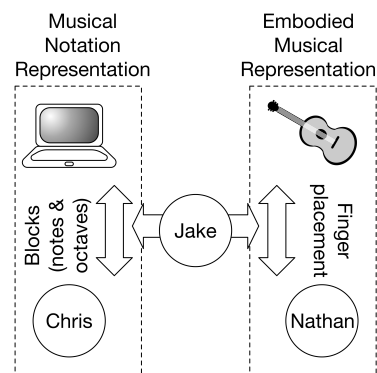 Musical
Notation
Representation
Embodied
Musical
Representation
Blocks
(notes &
octaves)
Jake
Finger
placement
Chris
Nathan